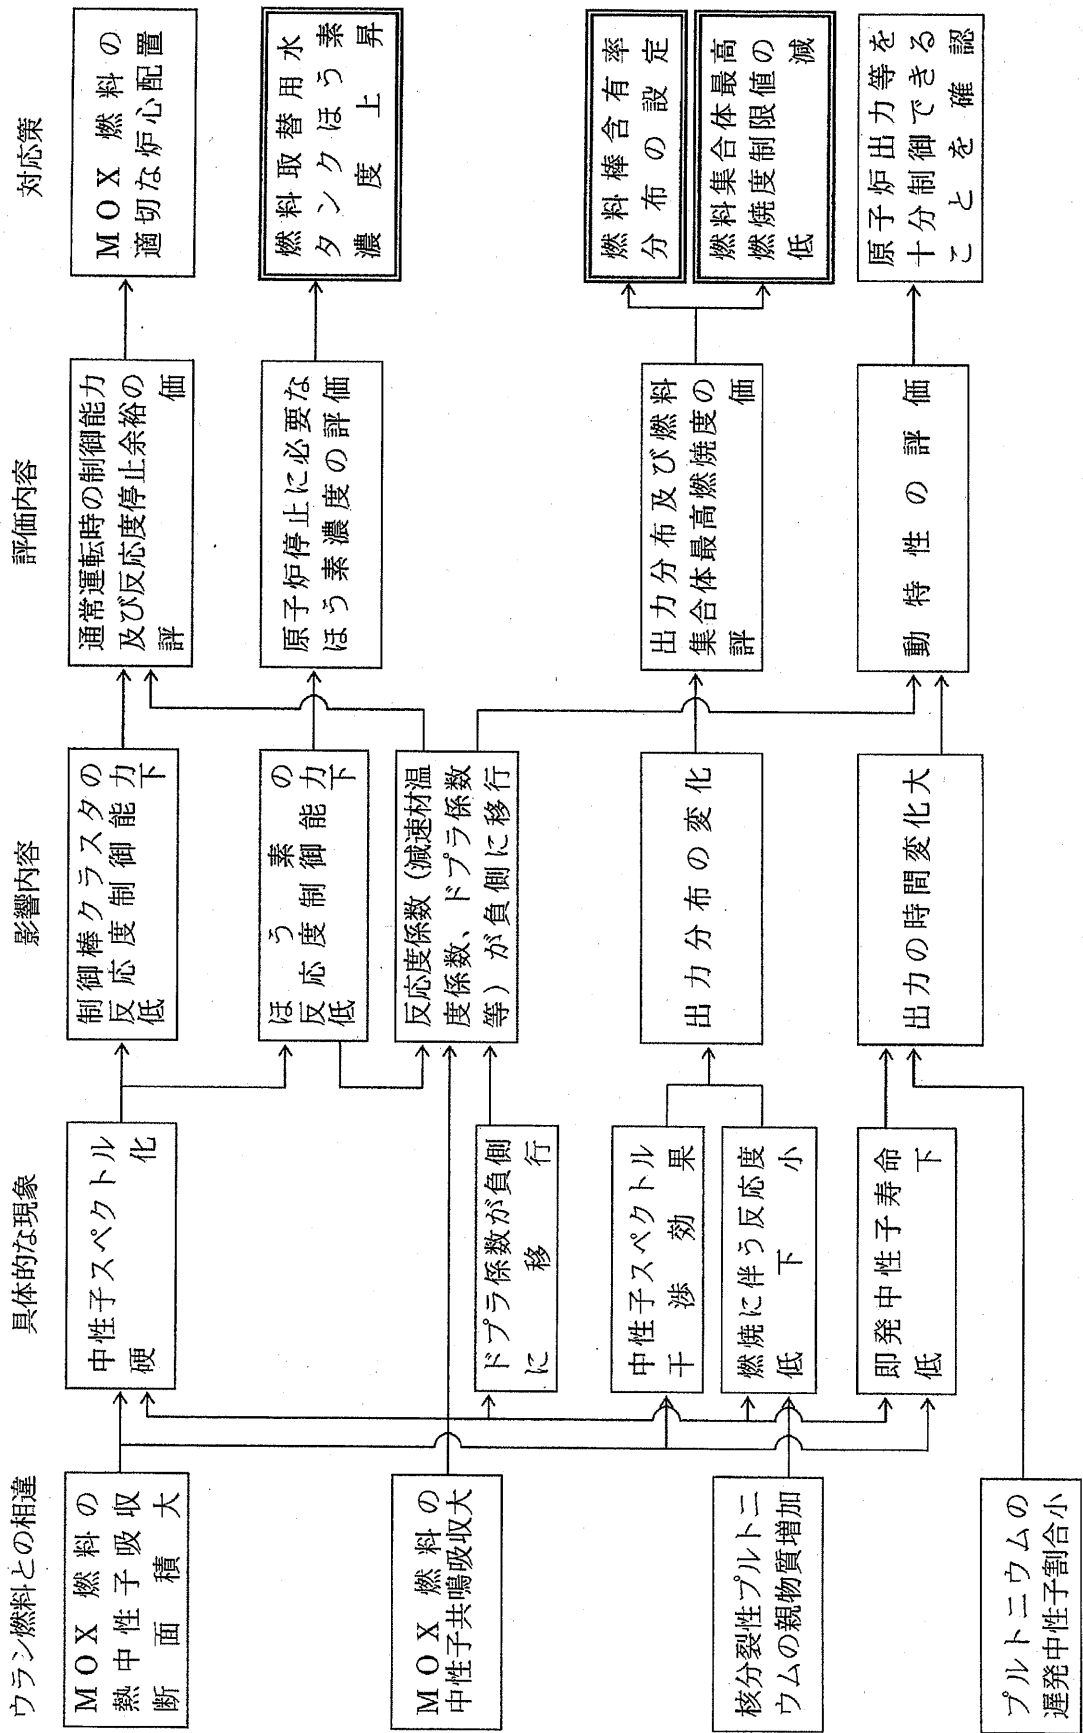 ウラン燃料との相違
MOX 燃料の
熱中性子吸収
断面積大
MOX 燃料の
中性子共鳴吸収大
核分裂性プルトニ
ウムの親物質増加
プルトニウムの
遅発中性子割合小
具体的な現象
中性子スペクトル
硬化
ドプラ係数が負側
に移行
中性子スペクトル
干渉効果
燃焼に伴う反応度
低下小
即発中性子寿命
低下
影響内容
制御棒クラスタの
反応度制御能力
低下
ほう素の
反応度制御能力
低下
反応度係数（減速材温
度係数、ドプラ係数
等）が負側に移行
出力分布の変化
出力の時間変化大
評価内容
通常運転時の制御能力
及び反応度停止余裕の
評価
原子炉停止に必要な
ほう素濃度の評価
出力分布及び燃料
集合体最高燃焼度の
評価
動特性の評価
対応策
MOX 燃料の
適切な炉心配置
燃料取替用水
タンクほう素
濃度上昇
燃料棒含有率
分布の設定
燃料集合体最高
燃焼度制限値の
低減
原子炉出力等を
十分制御できる
ことを確認